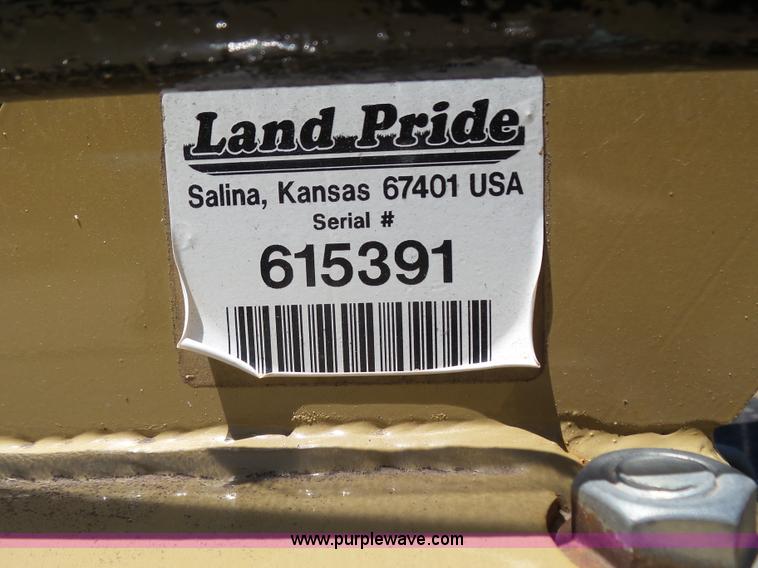 Land Pride
Salina, Kansas 67401 USA
Serial #
615391
www.purplewave.com